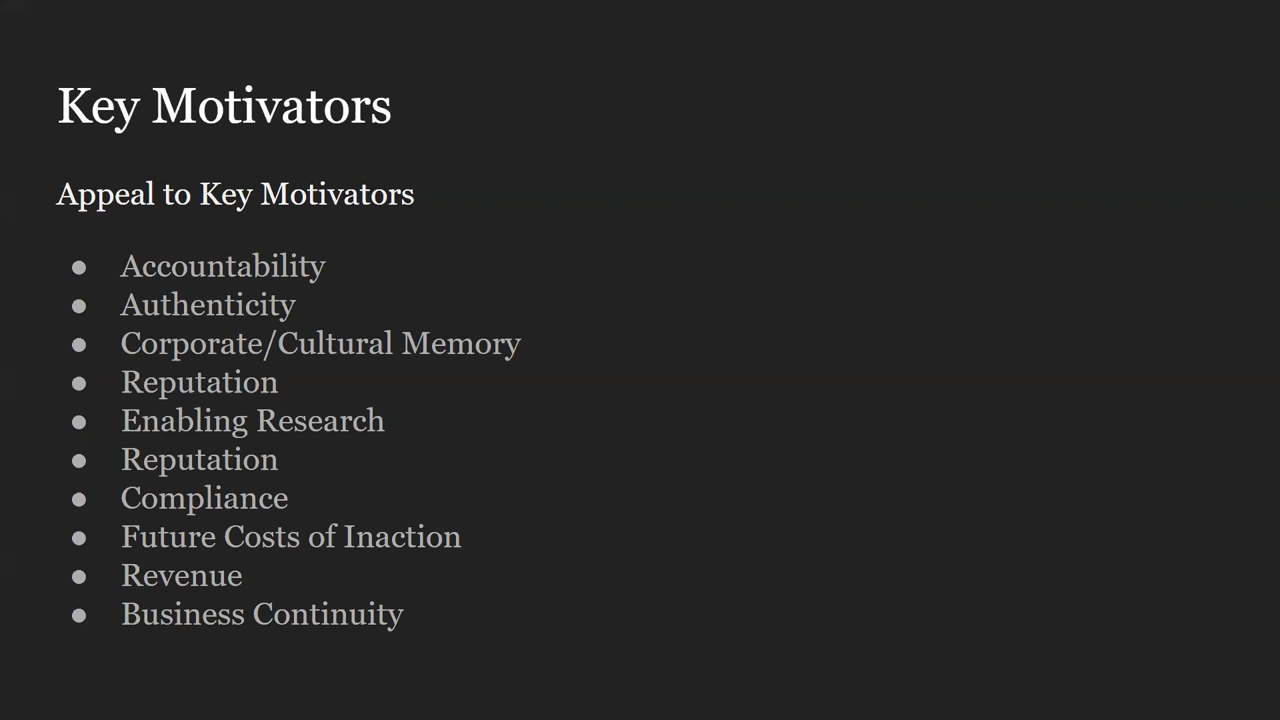 Key Motivators
Appeal to Key Motivators
● Accountability
● Authenticity
● Corporate/Cultural Memory
● Reputation
● Enabling Research
● Reputation
● Compliance
● Future Costs of Inaction
● Revenue
● Business Continuity